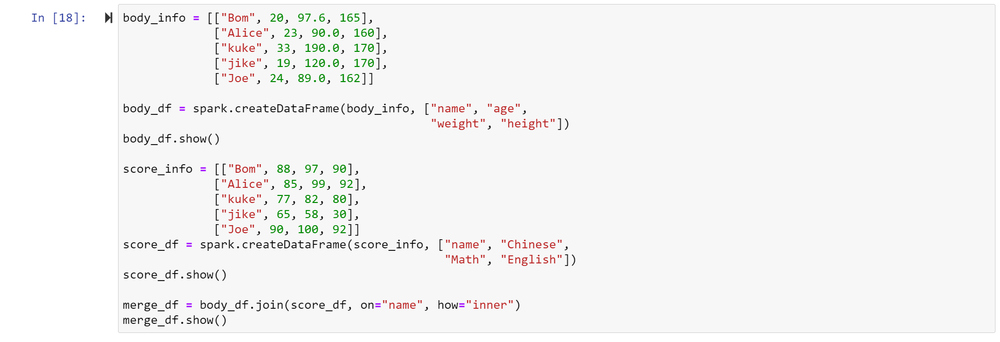 In [18]:
body_info = [["Bom", 20, 97.6, 165],
["Alice", 23, 90.0, 160],
["kuke", 33, 190.0, 170],
["jike", 19, 120.0, 170],
["Joe", 24, 89.0, 162]]
body_df = spark.createDataFrame(body_info, ["name", "age",
"weight", "height"])
body_df.show()
score_info = [["Bom", 88, 97, 90],
["Alice", 85, 99, 92],
["kuke", 77, 82, 80],
["jike", 65, 58, 30],
["Joe", 90, 100, 92]]
score_df = spark.createDataFrame(score_info, ["name", "Chinese",
"Math", "English"])
score_df.show()
merge_df = body_df.join(score_df, on="name", how="inner")
merge_df.show()